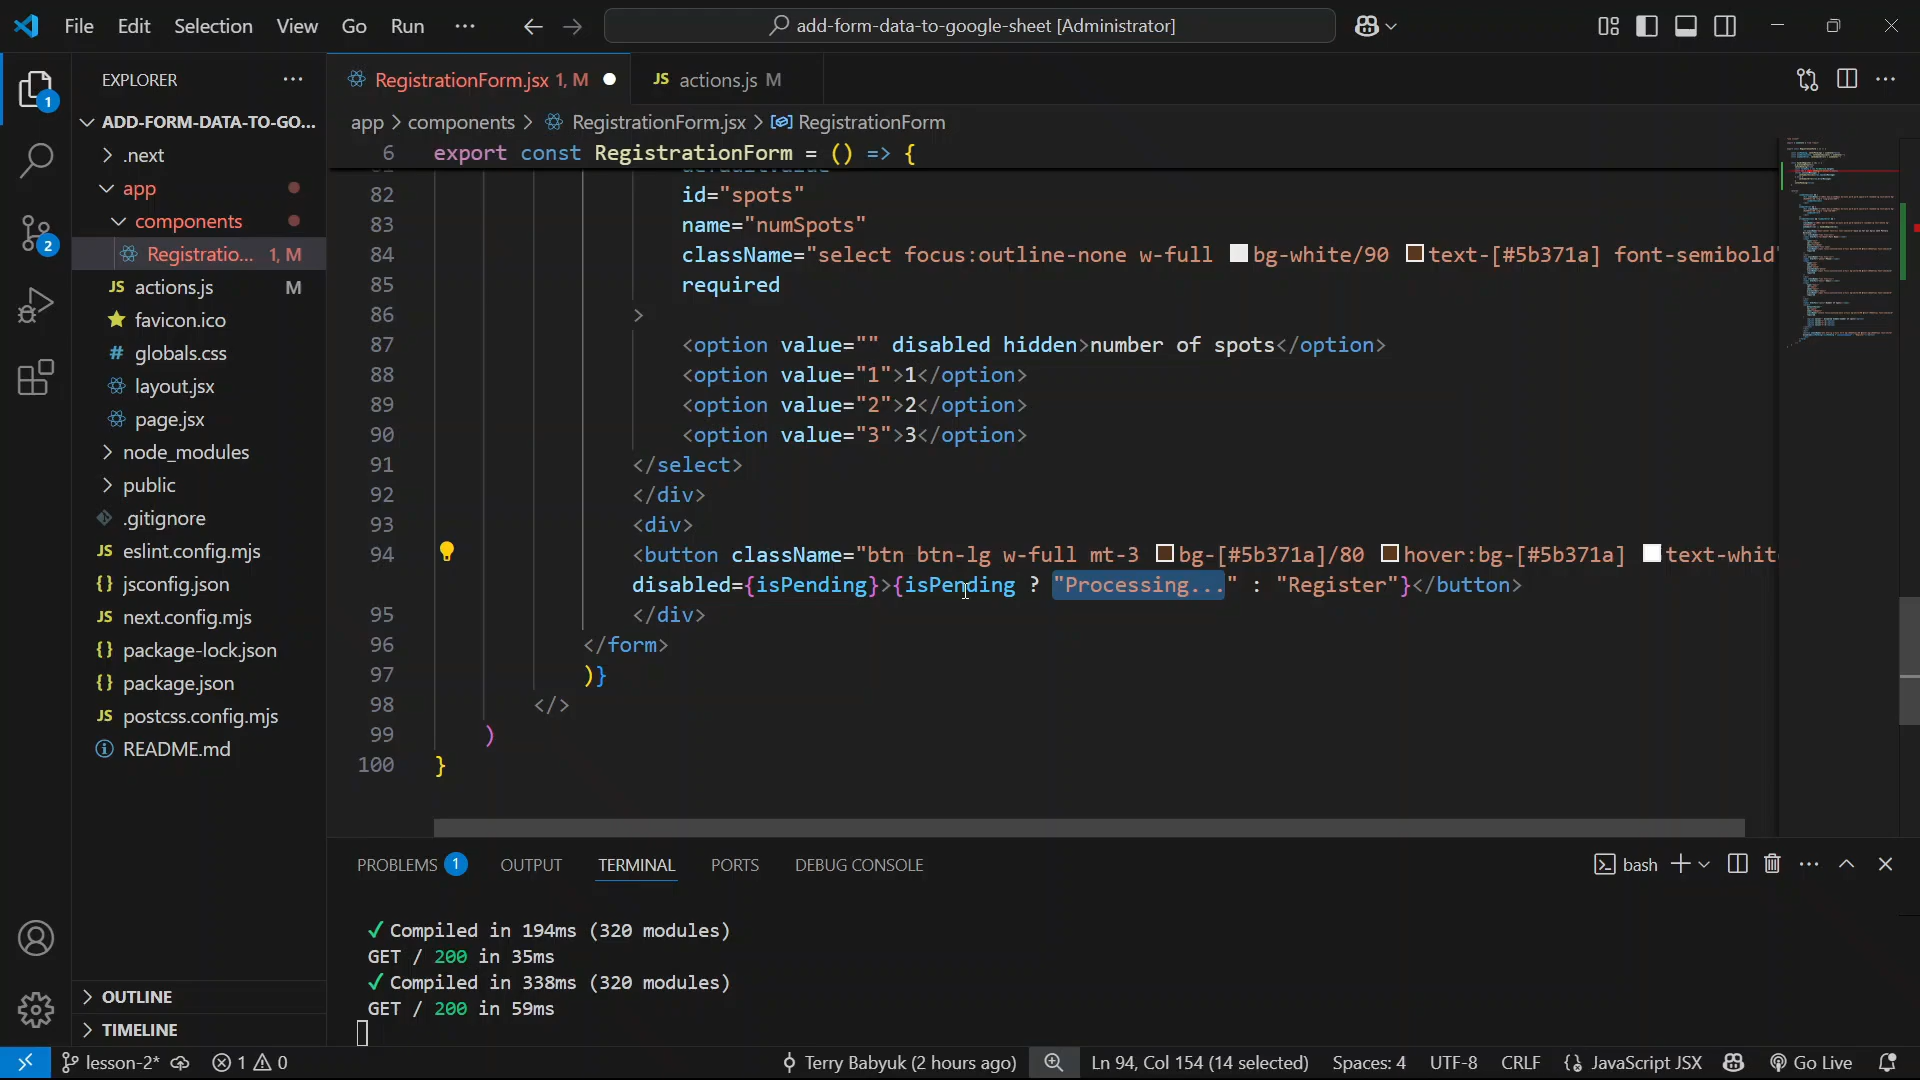 File Edit Selection View Go Run ··· add-form-data-to-google-sheet [Administrator]
EXPLORER ···
RegistrationForm.jsx 1, M
JS actions.js M
ADD-FORM-DATA-TO-GO...
app > components > RegistrationForm.jsx > RegistrationForm
.next
app
components
Registratio... 1, M
JS actions.js M
favicon.ico
# globals.css
layout.jsx
page.jsx
node_modules
public
.gitignore
JS eslint.config.mjs
{} jsconfig.json
JS next.config.mjs
{} package-lock.json
{} package.json
JS postcss.config.mjs
README.md
OUTLINE
TIMELINE
6 export const RegistrationForm = () => {
82 id="spots"
83 name="numSpots"
84 className="select focus:outline-none w-full bg-white/90 text-[#5b371a] font-semibold"
85 required
86 >
87 <option value="" disabled hidden>number of spots</option>
88 <option value="1">1</option>
89 <option value="2">2</option>
90 <option value="3">3</option>
91 </select>
92 </div>
93 <div>
94 <button className="btn btn-lg w-full mt-3 bg-[#5b371a]/80 hover:bg-[#5b371a] text-whit
disabled={isPending}>{isPending ? "Processing..." : "Register"}</button>
95 </div>
96 </form>
97 )}
98 </>
99 )
100 }
PROBLEMS 1 OUTPUT TERMINAL PORTS DEBUG CONSOLE bash
✓ Compiled in 194ms (320 modules)
GET / 200 in 35ms
✓ Compiled in 338ms (320 modules)
GET / 200 in 59ms
lesson-2* 1 0 Terry Babyuk (2 hours ago) Ln 94, Col 154 (14 selected) Spaces: 4 UTF-8 CRLF {} JavaScript JSX Go Live